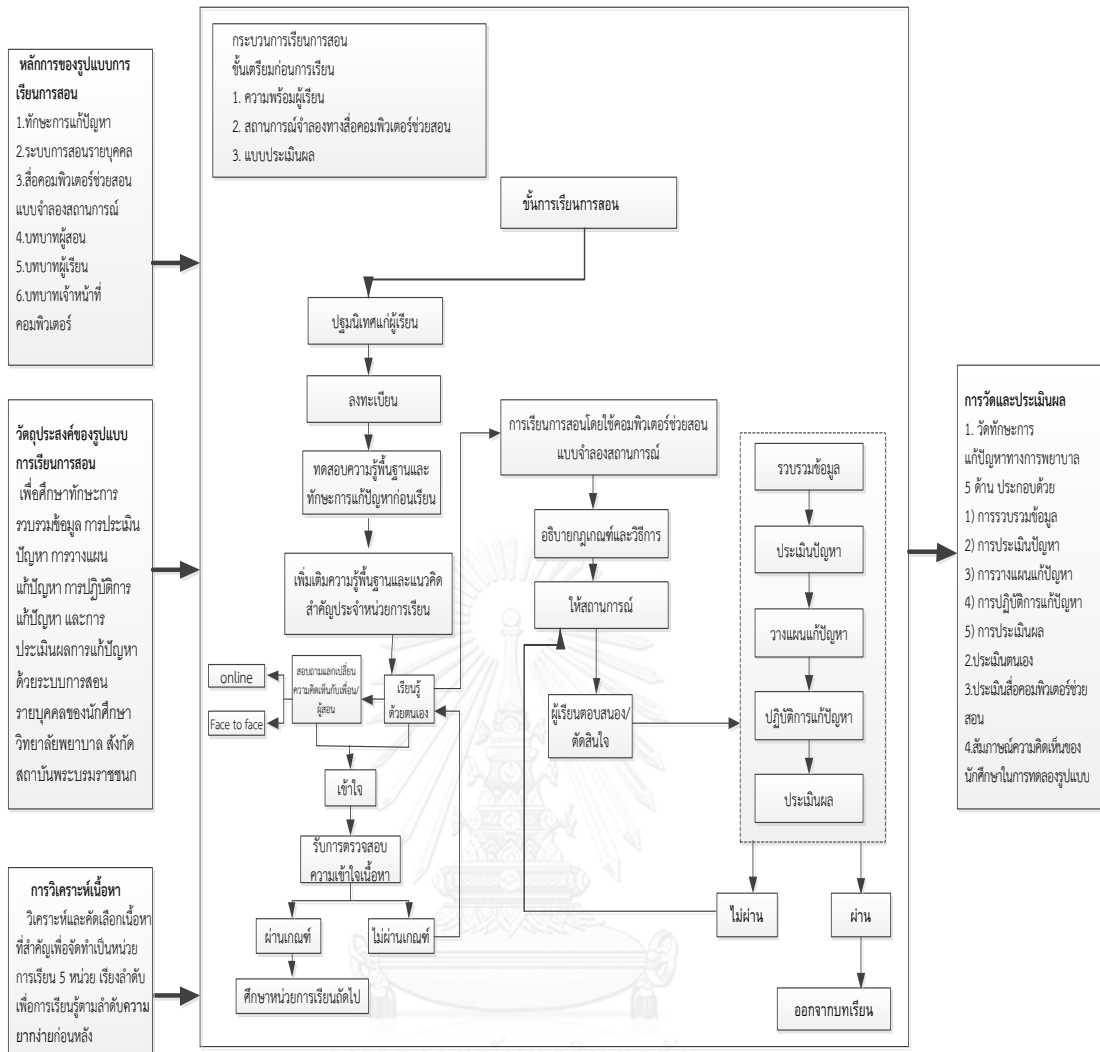 หลักการของรูปแบบการ
เรียนการสอน
1.ทักษะการแก้ปัญหา
2.ระบบการสอนรายบุคคล
3.สื่อคอมพิวเตอร์ช่วยสอน
แบบจำลองสถานการณ์
4.บทบาทผู้สอน
5.บทบาทผู้เรียน
6.บทบาทเจ้าหน้าที่
คอมพิวเตอร์
วัตถุประสงค์ของรูปแบบ
การเรียนการสอน
เพื่อศึกษาทักษะการ
รวบรวมข้อมูล การประเมิน
ปัญหา การวางแผน
แก้ปัญหา การปฏิบัติการ
แก้ปัญหา และการ
ประเมินผลการแก้ปัญหา
ด้วยระบบการสอน
รายบุคคลของนักศึกษา
วิทยาลัยพยาบาล สังกัด
สถาบันพระบรมราชชนก
การวิเคราะห์เนื้อหา
วิเคราะห์และคัดเลือกเนื้อหา
ที่สำคัญเพื่อจัดทำเป็นหน่วย
การเรียน 5 หน่วย เรียงลำดับ
เพื่อการเรียนรู้ตามลำดับความ
ยากง่ายก่อนหลัง
กระบวนการเรียนการสอน
ขั้นเตรียมก่อนการเรียน
1. ความพร้อมผู้เรียน
2. สถานการณ์จำลองทางสื่อคอมพิวเตอร์ช่วยสอน
3. แบบประเมินผล
ขั้นการเรียนการสอน
ปฐมนิเทศแก่ผู้เรียน
ลงทะเบียน
ทดสอบความรู้พื้นฐานและ
ทักษะการแก้ปัญหาก่อนเรียน
เพิ่มเติมความรู้พื้นฐานและแนวคิด
สำคัญประจำหน่วยการเรียน
online
Face to face
สอบถามแลกเปลี่ยน
ความคิดเห็นกับเพื่อน/
ผู้สอน
เรียนรู้
ด้วยตนเอง
เข้าใจ
รับการตรวจสอบ
ความเข้าใจเนื้อหา
ผ่านเกณฑ์
ไม่ผ่านเกณฑ์
ศึกษาหน่วยการเรียนถัดไป
การเรียนการสอนโดยใช้คอมพิวเตอร์ช่วยสอน
แบบจำลองสถานการณ์
อธิบายกฎเกณฑ์และวิธีการ
ให้สถานการณ์
ผู้เรียนตอบสนอง/
ตัดสินใจ
รวบรวมข้อมูล
ประเมินปัญหา
วางแผนแก้ปัญหา
ปฏิบัติการแก้ปัญหา
ประเมินผล
ไม่ผ่าน
ผ่าน
ออกจากบทเรียน
การวัดและประเมินผล
1. วัดทักษะการ
แก้ปัญหาทางการพยาบาล
5 ด้าน ประกอบด้วย
1) การรวบรวมข้อมูล
2) การประเมินปัญหา
3) การวางแผนแก้ปัญหา
4) การปฏิบัติการแก้ปัญหา
5) การประเมินผล
2.ประเมินตนเอง
3.ประเมินสื่อคอมพิวเตอร์ช่วย
สอน
4.สัมภาษณ์ความคิดเห็นของ
นักศึกษาในการทดลองรูปแบบ